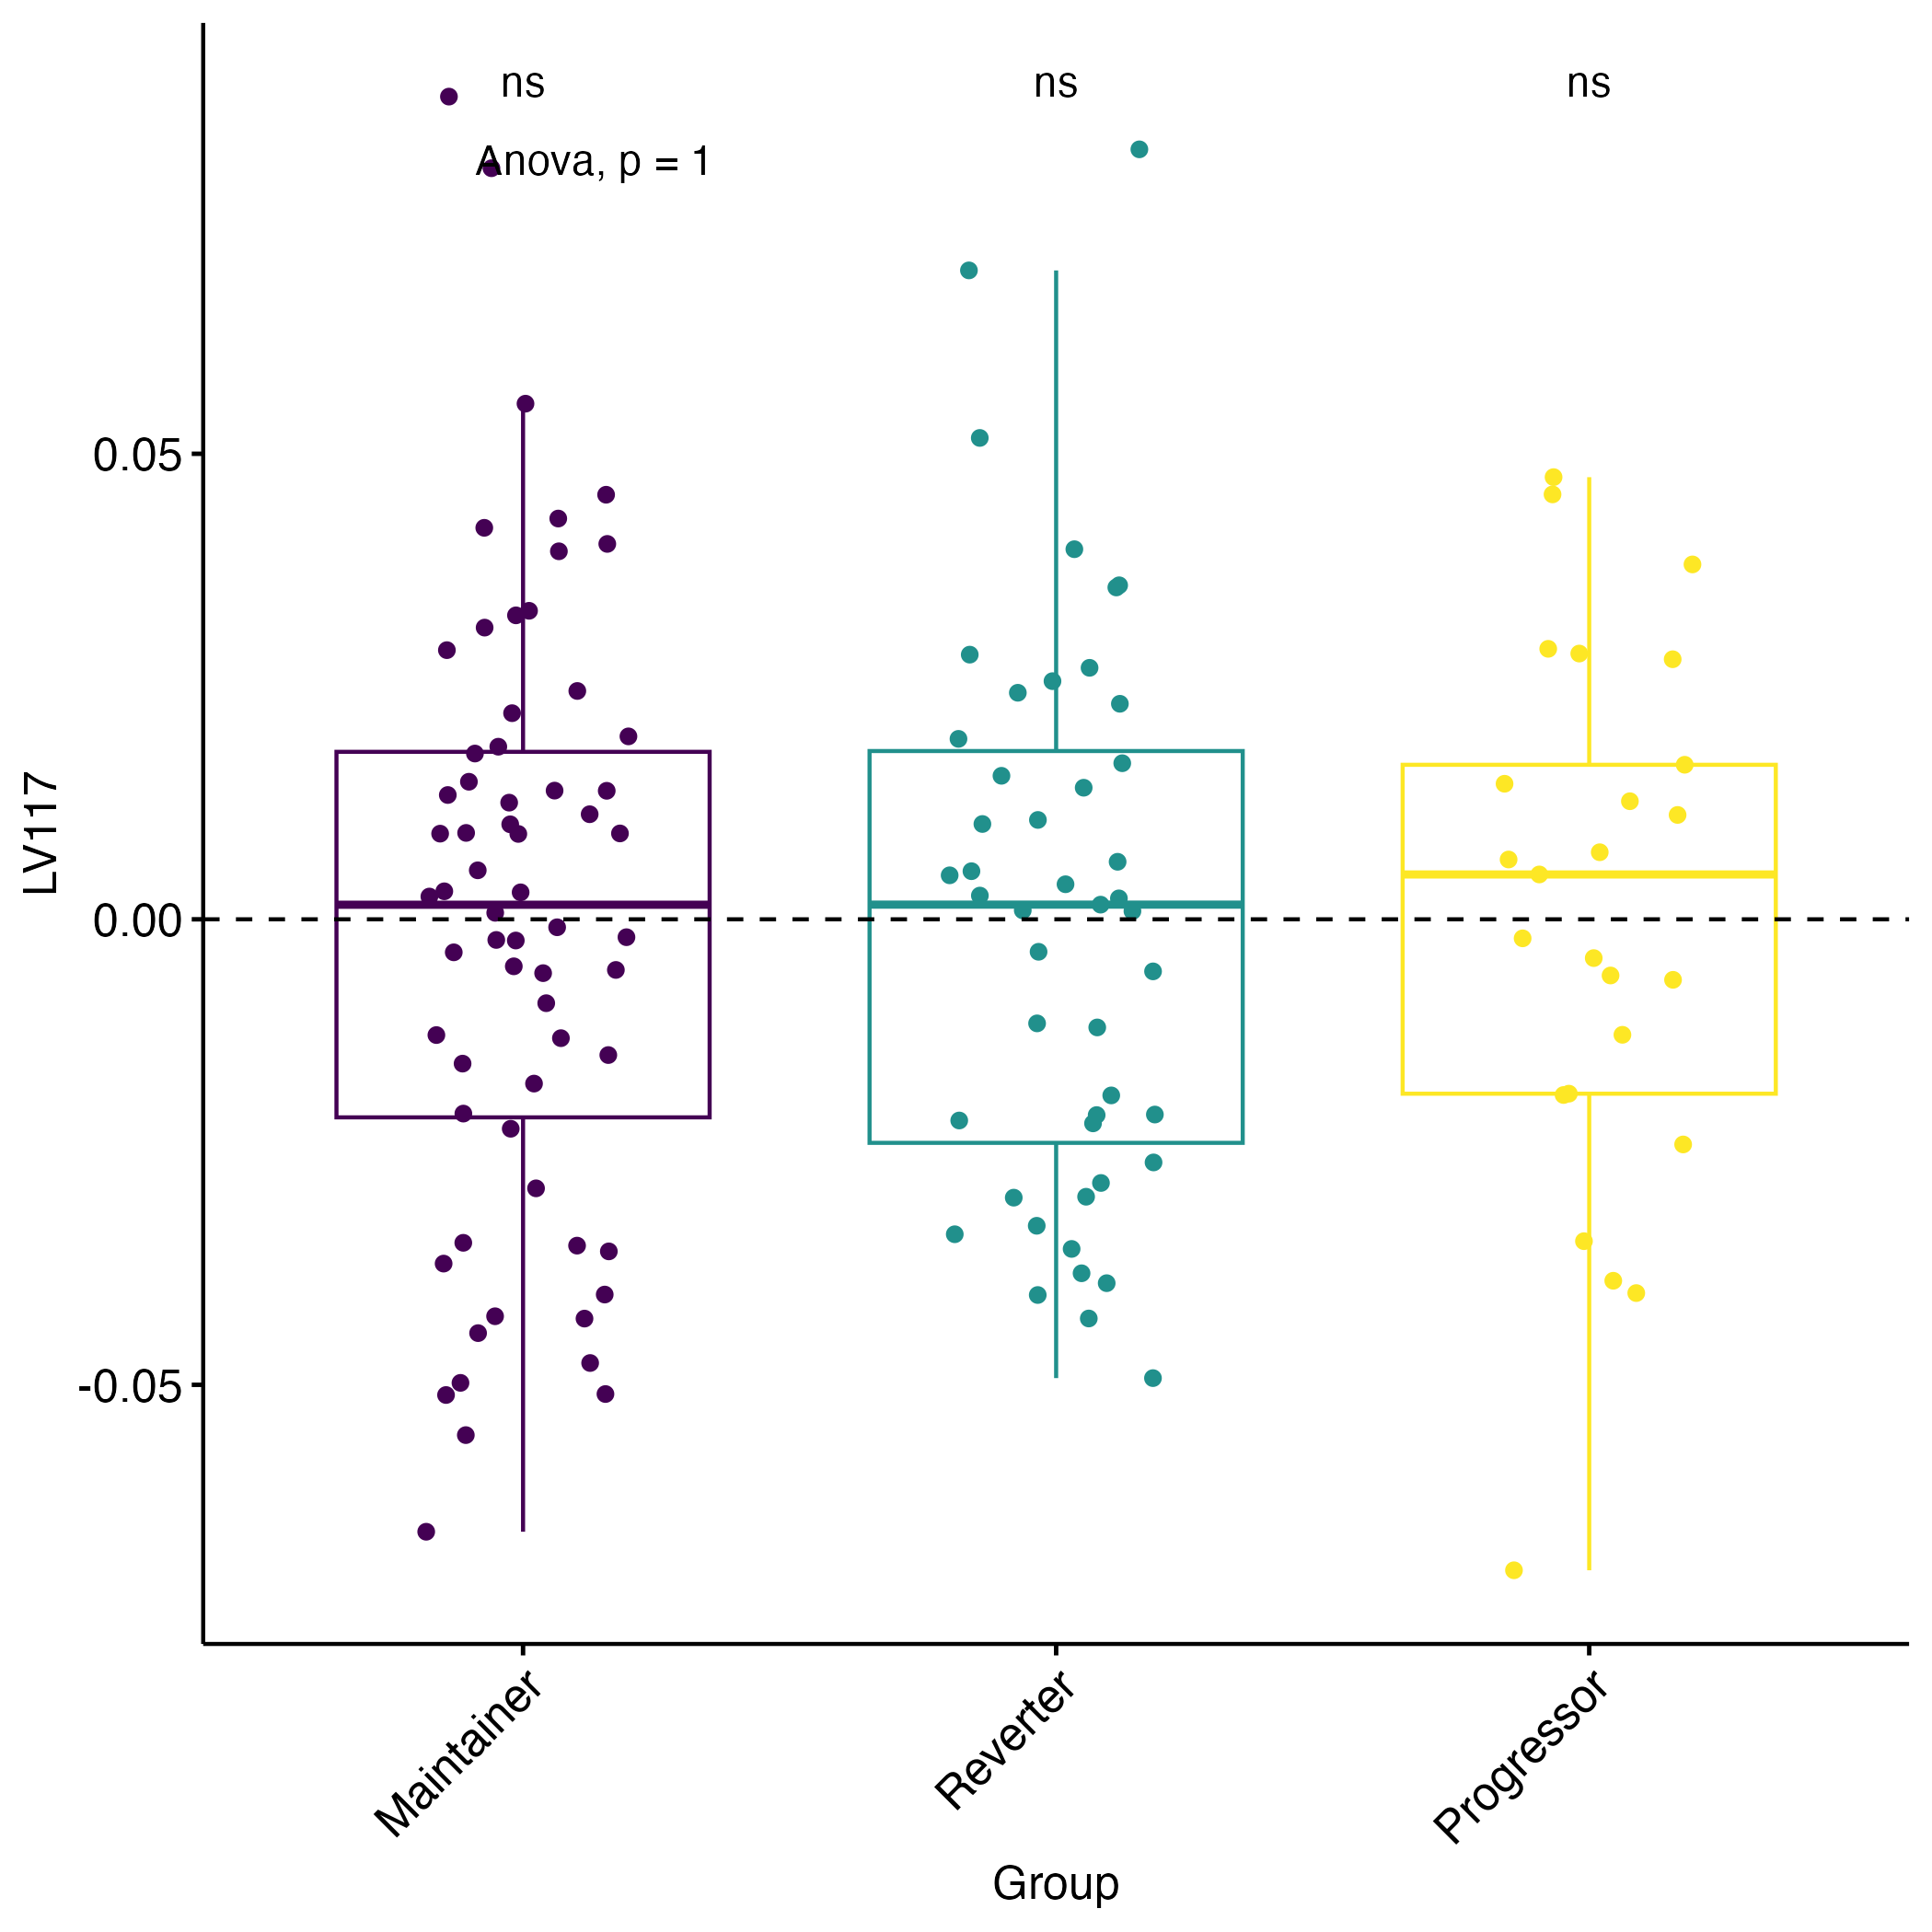 ns ns ns
Anova, p = 1
0.05
0.00
-0.05
LV117
Maintainer Reverter Progressor
Group